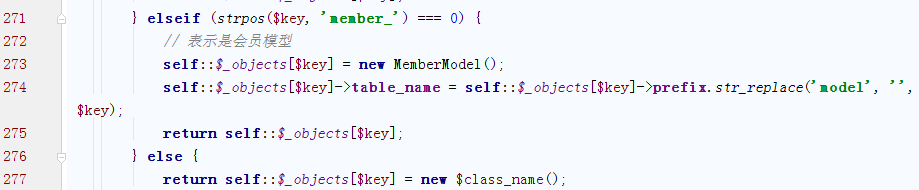 271 } elseif (strpos($key, 'member_') === 0) {
272 // 表示是会员模型
273 self::$_objects[$key] = new MemberModel();
274 self::$_objects[$key]->table_name = self::$_objects[$key]->prefix.str_replace('model', '',
$key);
275 return self::$_objects[$key];
276 } else {
277 return self::$_objects[$key] = new $class_name();